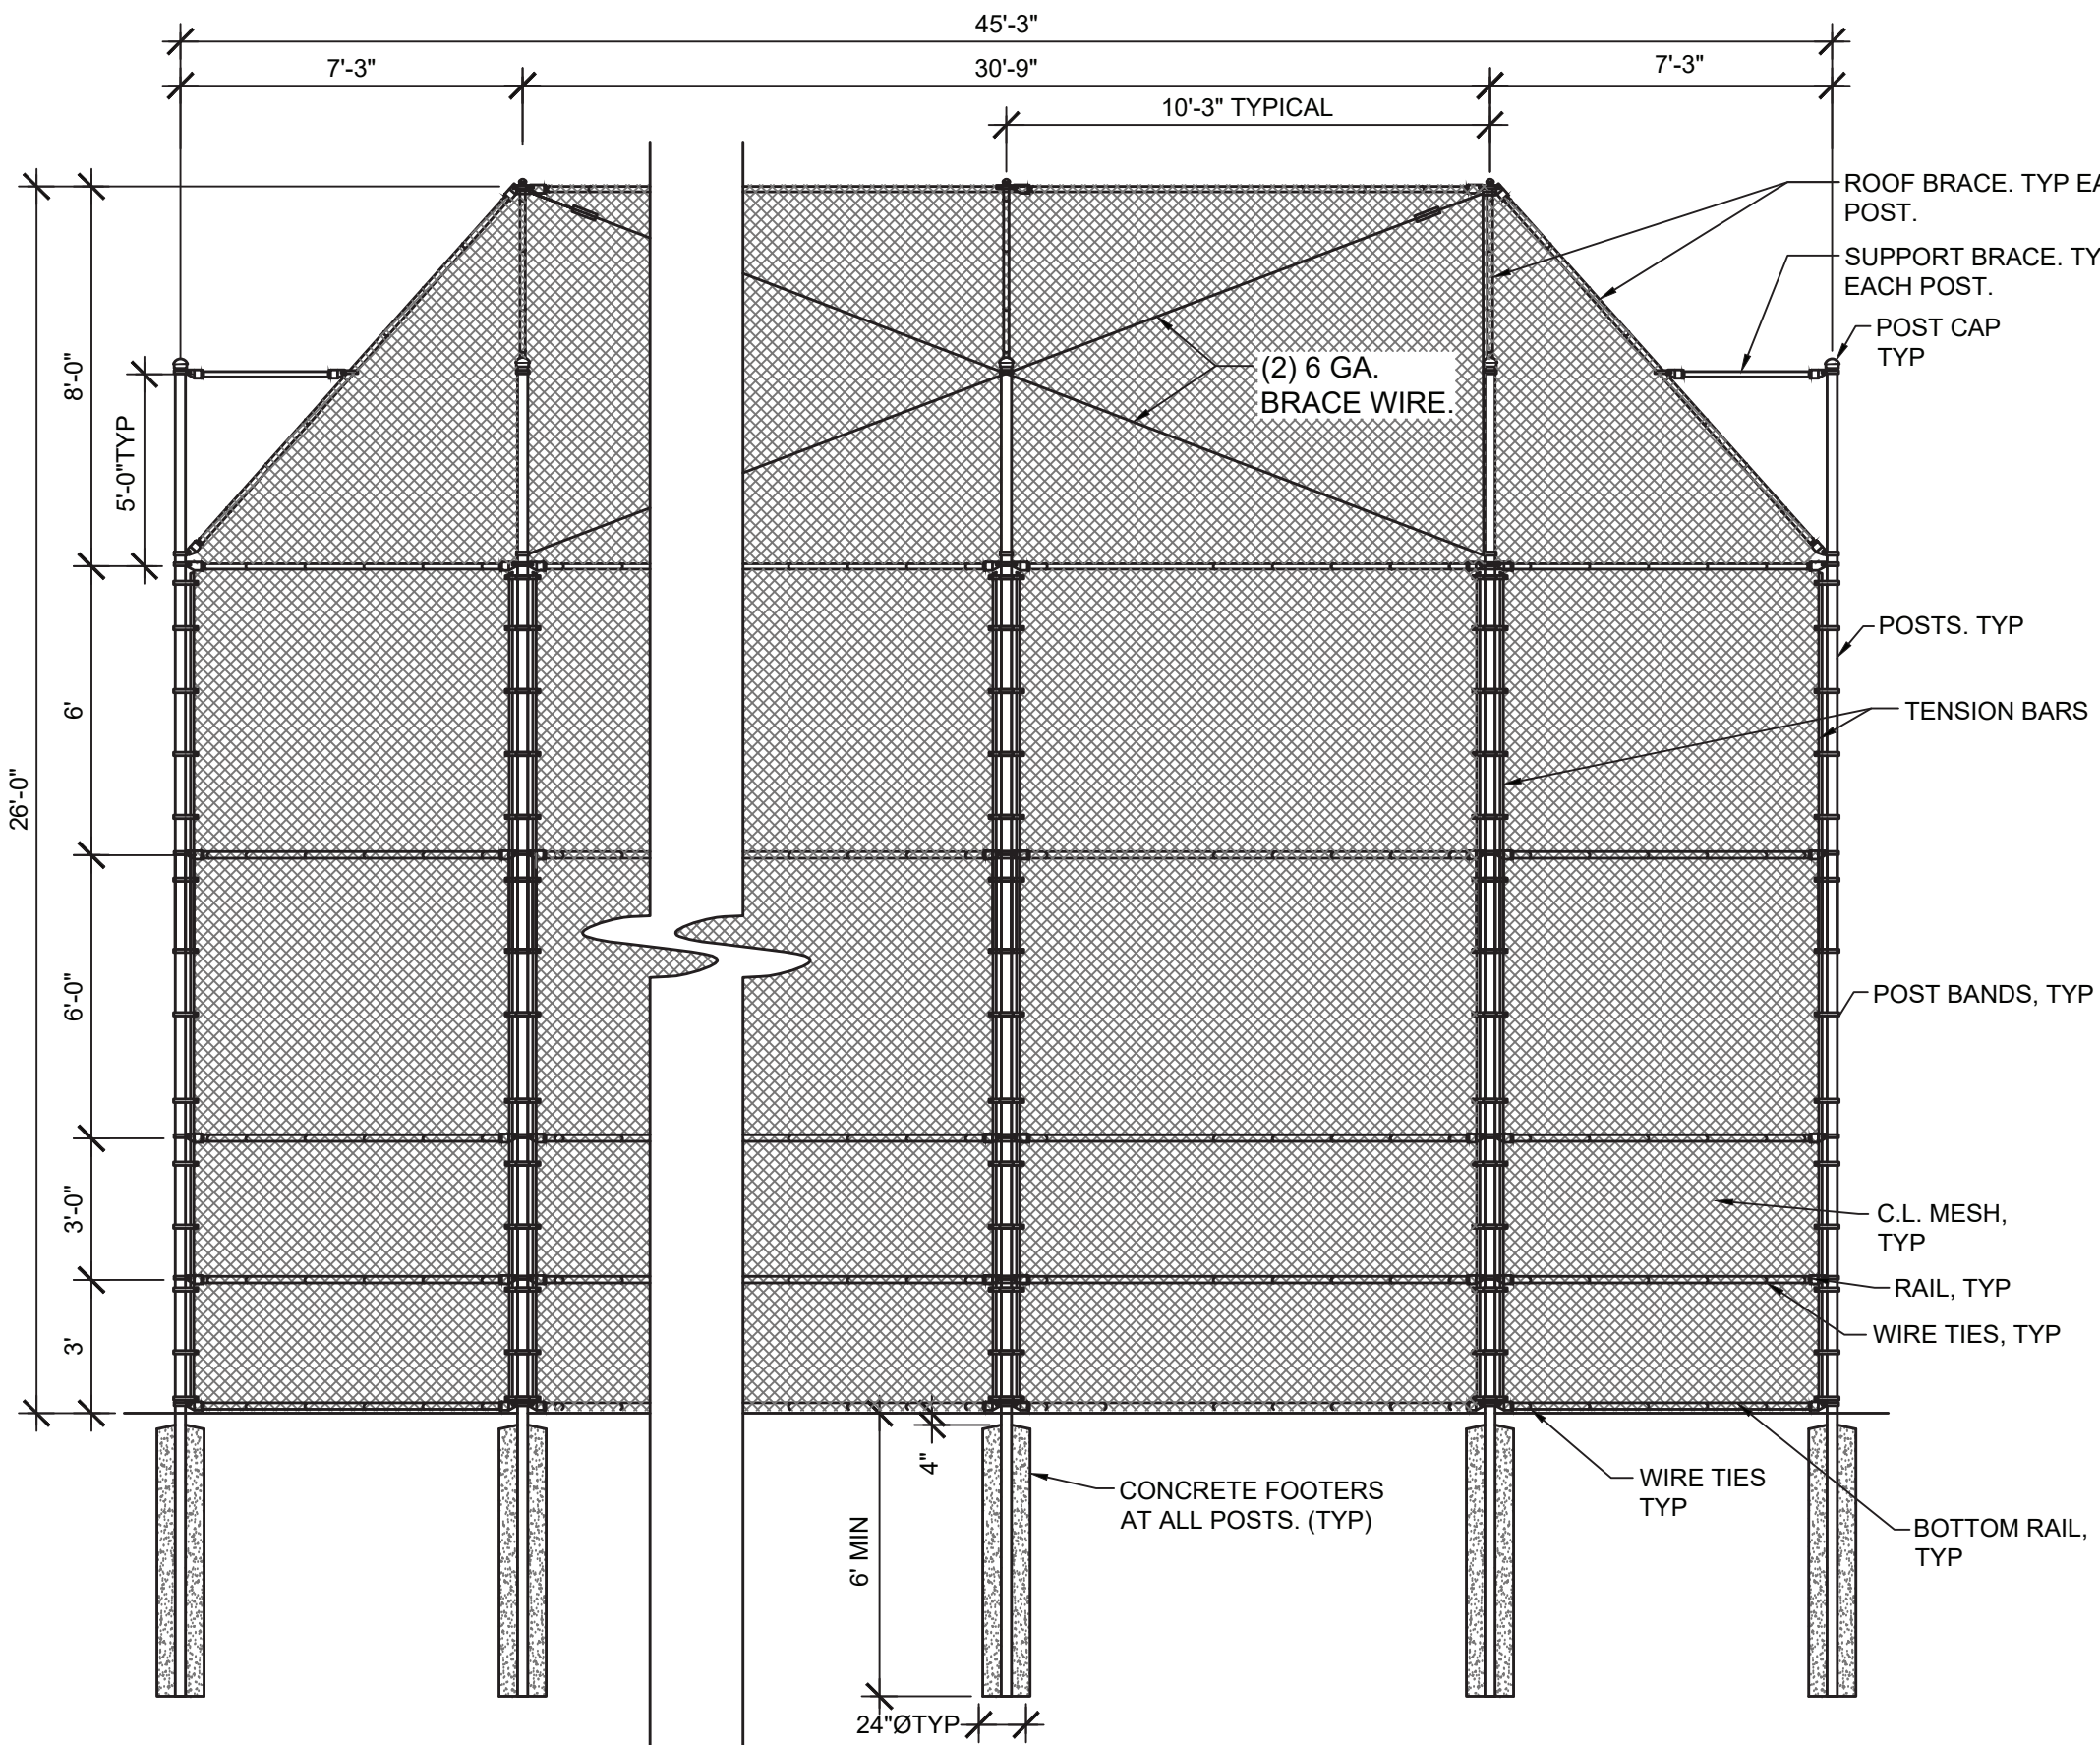 45'-3"
7'-3"
30'-9"
7'-3"
10'-3" TYPICAL
ROOF BRACE. TYP EA
POST.
SUPPORT BRACE. TY
EACH POST.
POST CAP
TYP
(2) 6 GA.
BRACE WIRE.
8'-0"
5'-0"TYP
POSTS. TYP
6'
TENSION BARS
26'-0"
6'-0"
POST BANDS, TYP
3'-0"
C.L. MESH,
TYP
RAIL, TYP
3'
WIRE TIES, TYP
4"
CONCRETE FOOTERS
AT ALL POSTS. (TYP)
WIRE TIES
TYP
6' MIN
BOTTOM RAIL,
TYP
24"ØTYP